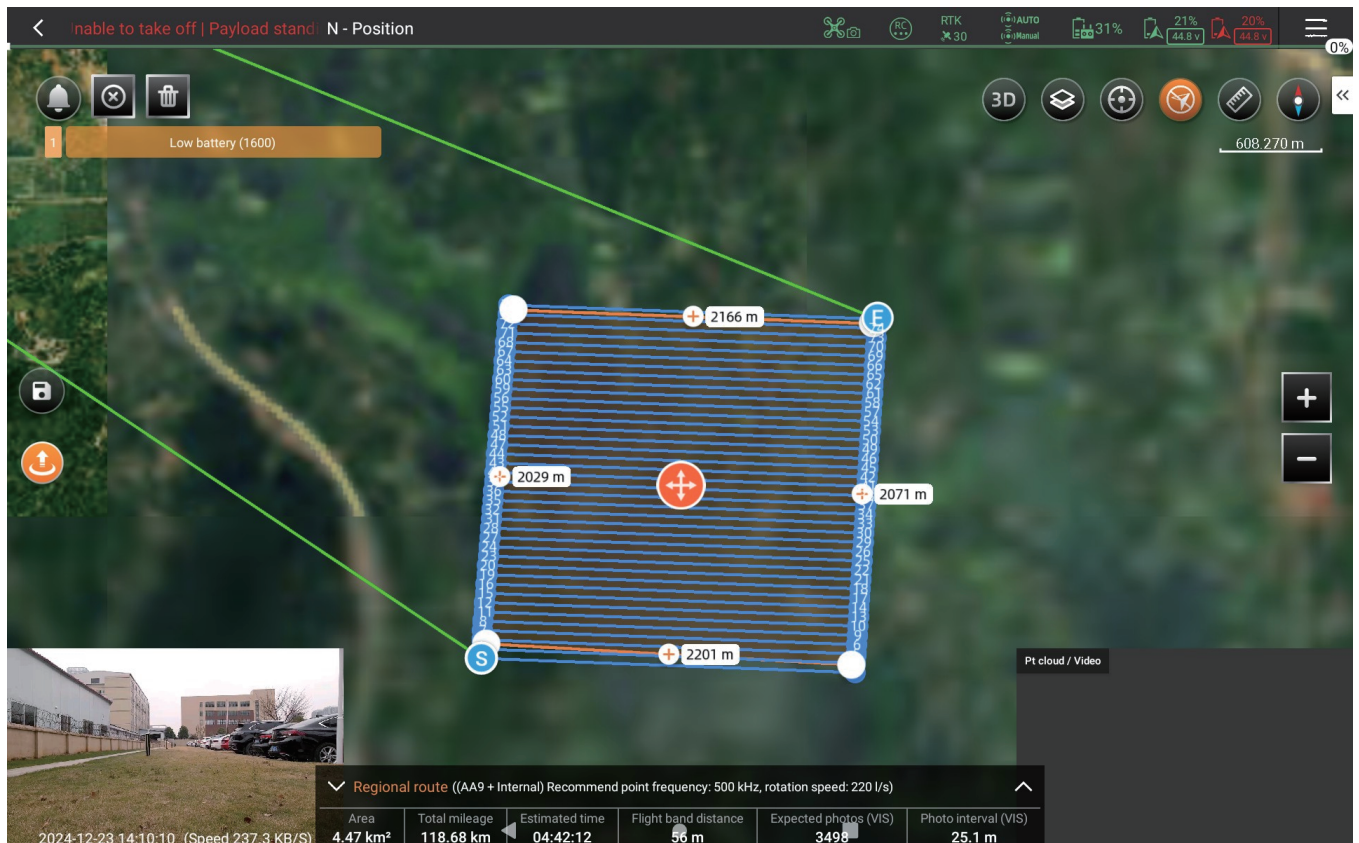 nable to take off | Payload standi N - Position
RC
RTK
30
AUTO
Manual
31%
21%
44.8 v
20%
44.8 v
0%
3D
1 Low battery (1600)
608.270 m
E
2166 m
2029 m
2071 m
2201 m
S
Pt cloud / Video
Regional route ((AA9 + Internal) Recommend point frequency: 500 kHz, rotation speed: 220 l/s)
Area Total mileage Estimated time Flight band distance Expected photos (VIS) Photo interval (VIS)
4.47 km² 118.68 km 04:42:12 56 m 3498 25.1 m
2024-12-23 14:10:10 (Speed 237.3 KB/S)